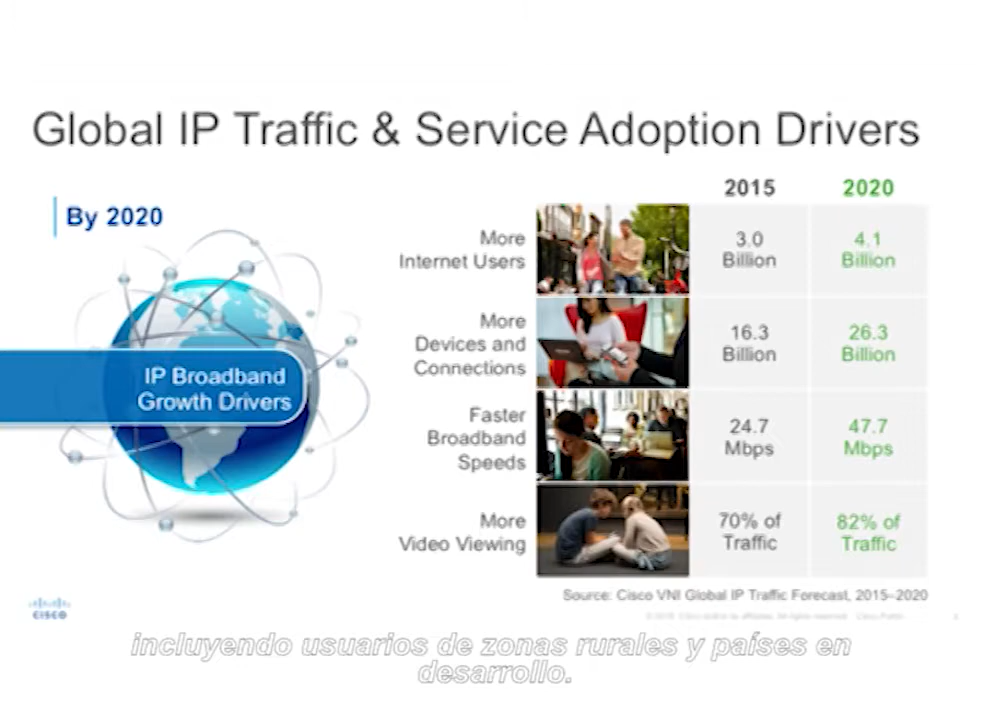 Global IP Traffic & Service Adoption Drivers
By 2020
IP Broadband
Growth Drivers
2015
2020
More
Internet Users
3.0
Billion
4.1
Billion
More
Devices and
Connections
16.3
Billion
26.3
Billion
Faster
Broadband
Speeds
24.7
Mbps
47.7
Mbps
More
Video Viewing
70% of
Traffic
82% of
Traffic
Source: Cisco VNI Global IP Traffic Forecast, 2015–2020
CISCO
incluyendo usuarios de zonas rurales y países en
desarrollo.